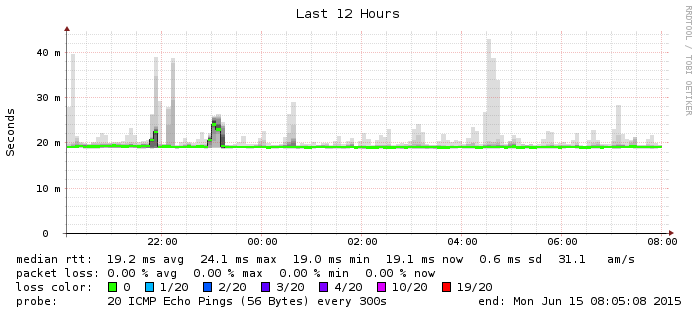 Last 12 Hours
RRDTOOL / TOBI OETIKER
Seconds
40 m
30 m
20 m
10 m
0
22:00 00:00 02:00 04:00 06:00 08:00
median rtt: 19.2 ms avg 24.1 ms max 19.0 ms min 19.1 ms now 0.6 ms sd 31.1 am/s
packet loss: 0.00 % avg 0.00 % max 0.00 % min 0.00 % now
loss color: 0 1/20 2/20 3/20 4/20 10/20 19/20
probe: 20 ICMP Echo Pings (56 Bytes) every 300s end: Mon Jun 15 08:05:08 2015